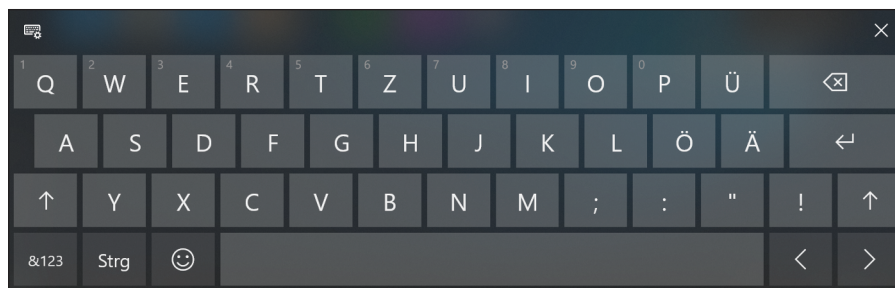 1 Q 2 W 3 E 4 R 5 T 6 Z 7 U 8 I 9 O 0 P Ü
A S D F G H J K L Ö Ä
Y X C V B N M ; : " !
&123 Strg